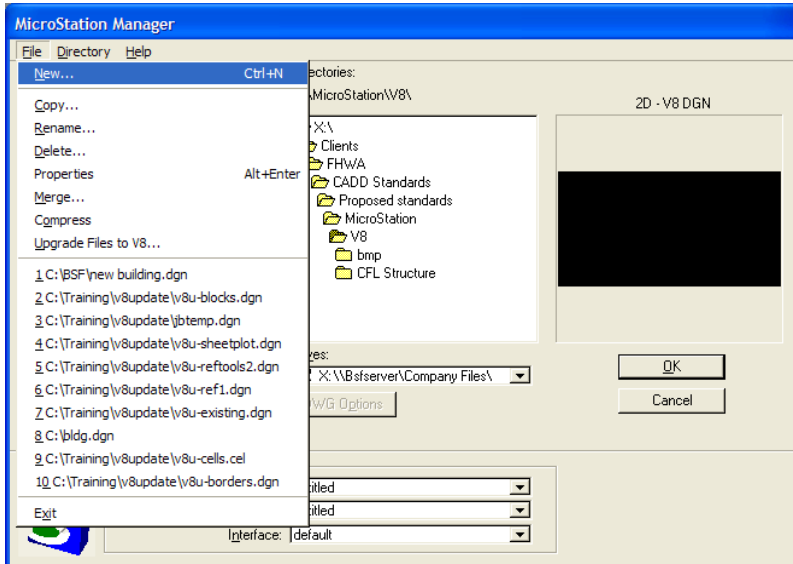 MicroStation Manager
File Directory Help
New... Ctrl+N
Copy...
Rename...
Delete...
Properties Alt+Enter
Merge...
Compress
Upgrade Files to V8...
1 C:\BSF\new building.dgn
2 C:\Training\v8update\v8u-blocks.dgn
3 C:\Training\v8update\jbtemp.dgn
4 C:\Training\v8update\v8u-sheetplot.dgn
5 C:\Training\v8update\v8u-reftools2.dgn
6 C:\Training\v8update\v8u-ref1.dgn
7 C:\Training\v8update\v8u-existing.dgn
8 C:\bldg.dgn
9 C:\Training\v8update\v8u-cells.cel
10 C:\Training\v8update\v8u-borders.dgn
Exit
ectories:
\MicroStation\V8\
X:\
Clients
FHWA
CADD Standards
Proposed standards
MicroStation
V8
bmp
CFL Structure
ves:
X:\\Bsfserver\Company Files\
WG Options
2D - V8 DGN
OK
Cancel
titled
titled
Interface: default